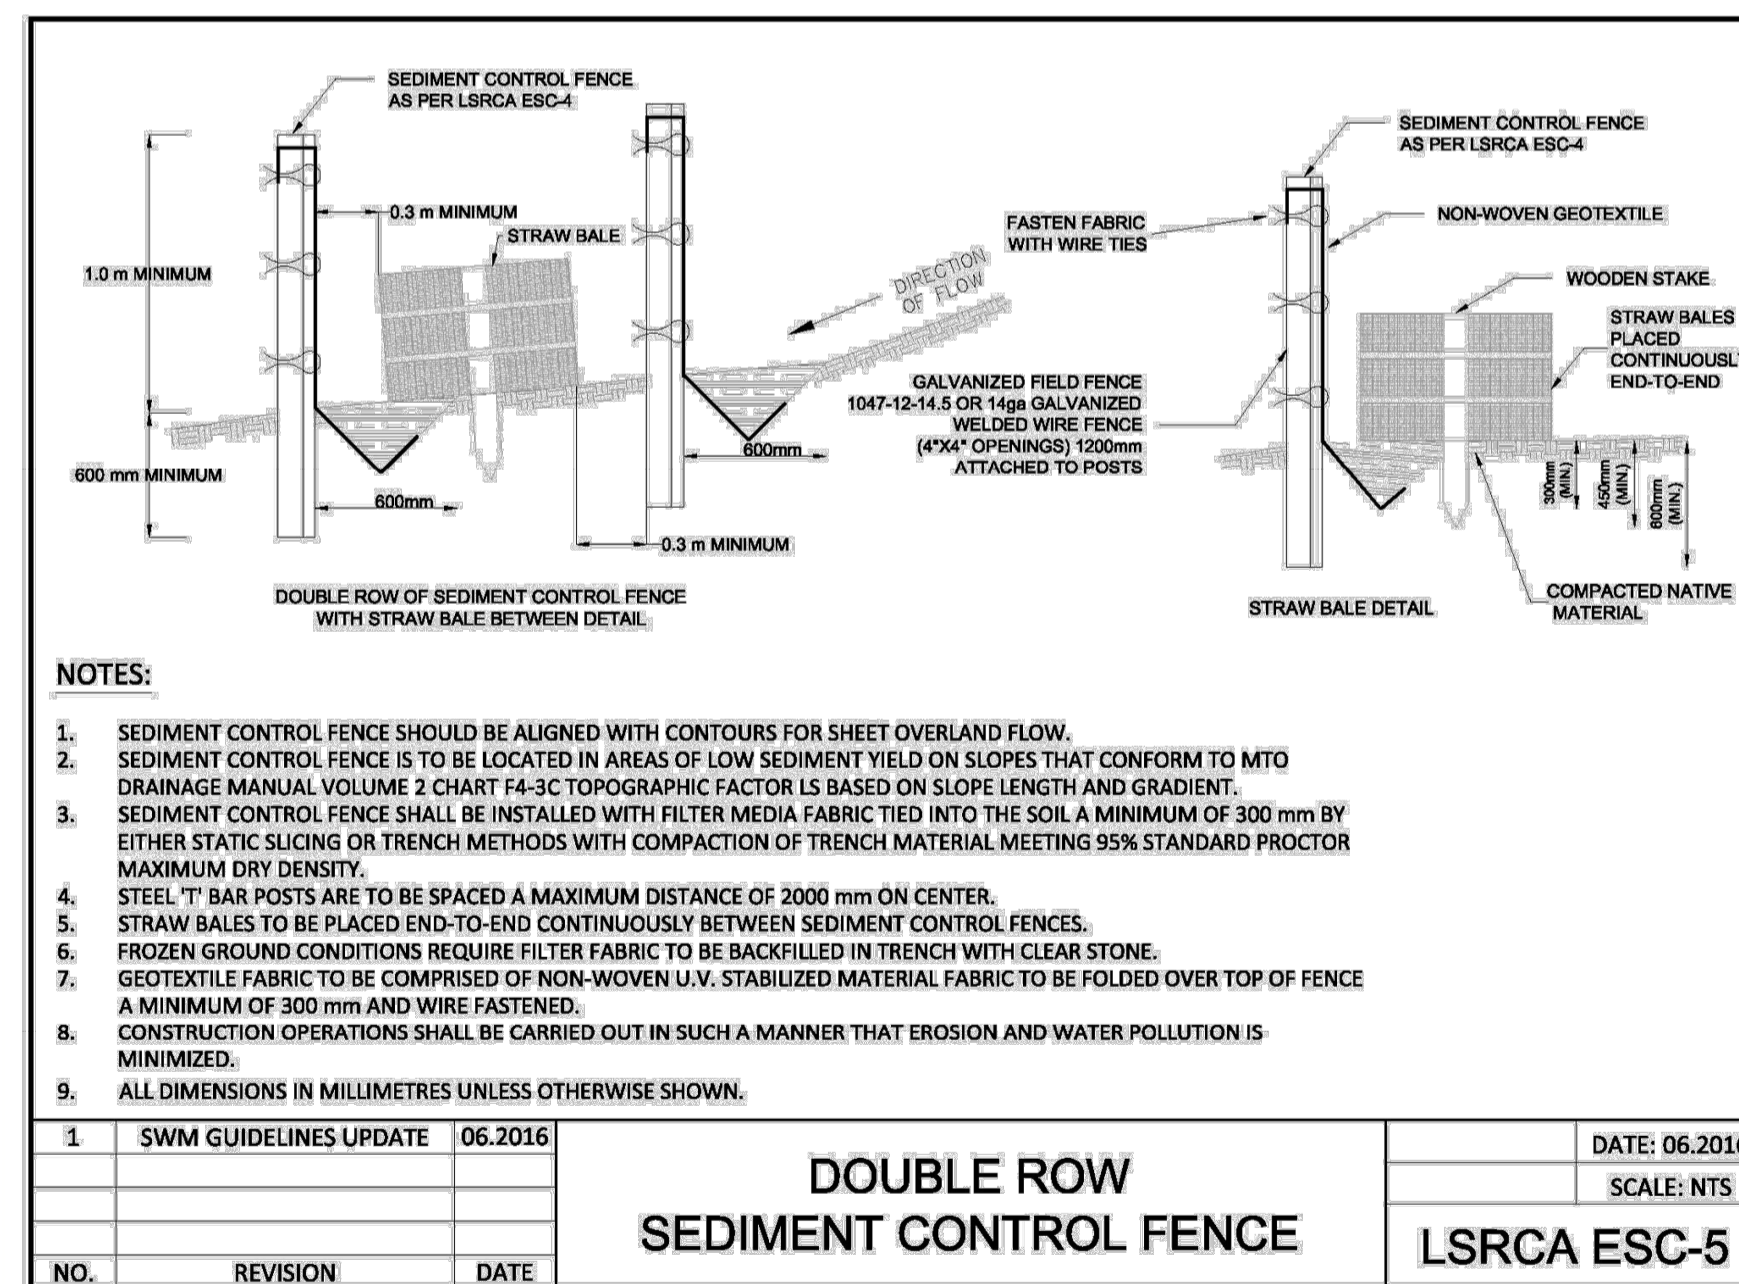 SEDIMENT CONTROL FENCE
AS PER LSRCA ESC-4
0.3 m MINIMUM
STRAW BALE
1.0 m MINIMUM
600 mm MINIMUM
600mm
DIRECTION
OF FLOW
600mm
0.3 m MINIMUM
DOUBLE ROW OF SEDIMENT CONTROL FENCE
WITH STRAW BALE BETWEEN DETAIL
SEDIMENT CONTROL FENCE
AS PER LSRCA ESC-4
FASTEN FABRIC
WITH WIRE TIES
NON-WOVEN GEOTEXTILE
WOODEN STAKE
STRAW BALES
PLACED
CONTINUOUSLY
END-TO-END
GALVANIZED FIELD FENCE
1047-12-14.5 OR 14ga GALVANIZED
WELDED WIRE FENCE
(4"X4" OPENINGS) 1200mm
ATTACHED TO POSTS
300mm
(MIN.)
450mm
(MIN.)
(MIN.)
COMPACTED NATIVE
MATERIAL
STRAW BALE DETAIL
NOTES:
1. SEDIMENT CONTROL FENCE SHOULD BE ALIGNED WITH CONTOURS FOR SHEET OVERLAND FLOW.
2. SEDIMENT CONTROL FENCE IS TO BE LOCATED IN AREAS OF LOW SEDIMENT YIELD ON SLOPES THAT CONFORM TO MTO
DRAINAGE MANUAL VOLUME 2 CHART F4-3C TOPOGRAPHIC FACTOR LS BASED ON SLOPE LENGTH AND GRADIENT.
3. SEDIMENT CONTROL FENCE SHALL BE INSTALLED WITH FILTER MEDIA FABRIC TIED INTO THE SOIL A MINIMUM OF 300 mm BY
EITHER STATIC SLICING OR TRENCH METHODS WITH COMPACTION OF TRENCH MATERIAL MEETING 95% STANDARD PROCTOR
MAXIMUM DRY DENSITY.
4. STEEL 'T' BAR POSTS ARE TO BE SPACED A MAXIMUM DISTANCE OF 2000 mm ON CENTER.
5. STRAW BALES TO BE PLACED END-TO-END CONTINUOUSLY BETWEEN SEDIMENT CONTROL FENCES.
6. FROZEN GROUND CONDITIONS REQUIRE FILTER FABRIC TO BE BACKFILLED IN TRENCH WITH CLEAR STONE.
7. GEOTEXTILE FABRIC TO BE COMPRISED OF NON-WOVEN U.V. STABILIZED MATERIAL FABRIC TO BE FOLDED OVER TOP OF FENCE
A MINIMUM OF 300 mm AND WIRE FASTENED.
8. CONSTRUCTION OPERATIONS SHALL BE CARRIED OUT IN SUCH A MANNER THAT EROSION AND WATER POLLUTION IS
MINIMIZED.
9. ALL DIMENSIONS IN MILLIMETRES UNLESS OTHERWISE SHOWN.
1 SWM GUIDELINES UPDATE 06.2016
NO. REVISION DATE
DOUBLE ROW
SEDIMENT CONTROL FENCE
DATE: 06.2016
SCALE: NTS
LSRCA ESC-5